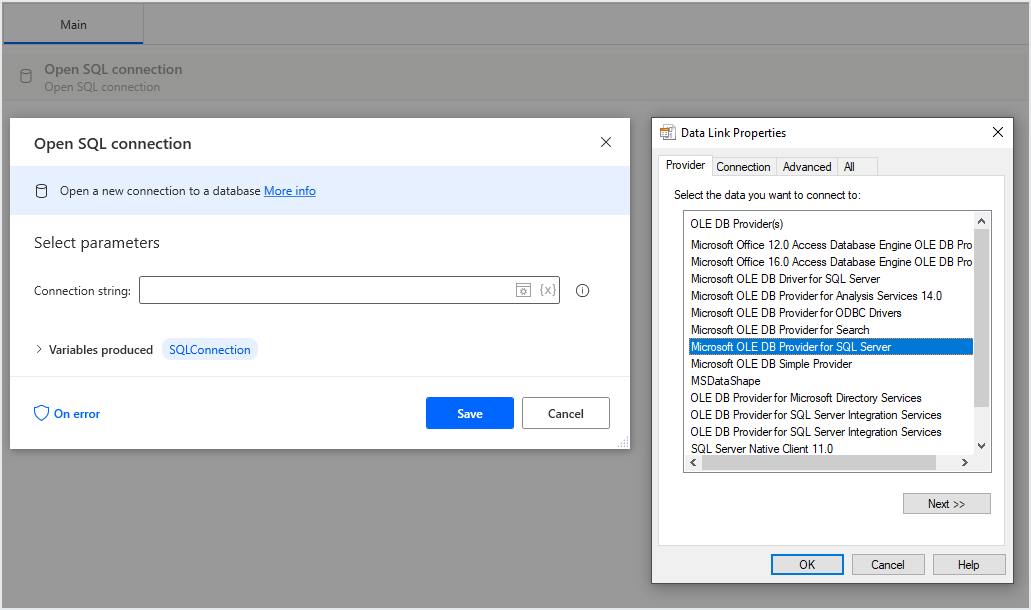 Main
Open SQL connection
Open SQL connection
Open SQL connection
Open a new connection to a database More info
Select parameters
Connection string:
{x}
Variables produced SQLConnection
On error
Save
Cancel
Data Link Properties
Provider
Connection
Advanced
All
Select the data you want to connect to:
OLE DB Provider(s)
Microsoft Office 12.0 Access Database Engine OLE DB Pro
Microsoft Office 16.0 Access Database Engine OLE DB Pro
Microsoft OLE DB Driver for SQL Server
Microsoft OLE DB Provider for Analysis Services 14.0
Microsoft OLE DB Provider for ODBC Drivers
Microsoft OLE DB Provider for Search
Microsoft OLE DB Provider for SQL Server
Microsoft OLE DB Simple Provider
MSDataShape
OLE DB Provider for Microsoft Directory Services
OLE DB Provider for SQL Server Integration Services
OLE DB Provider for SQL Server Integration Services
SQL Server Native Client 11.0
Next >>
OK
Cancel
Help